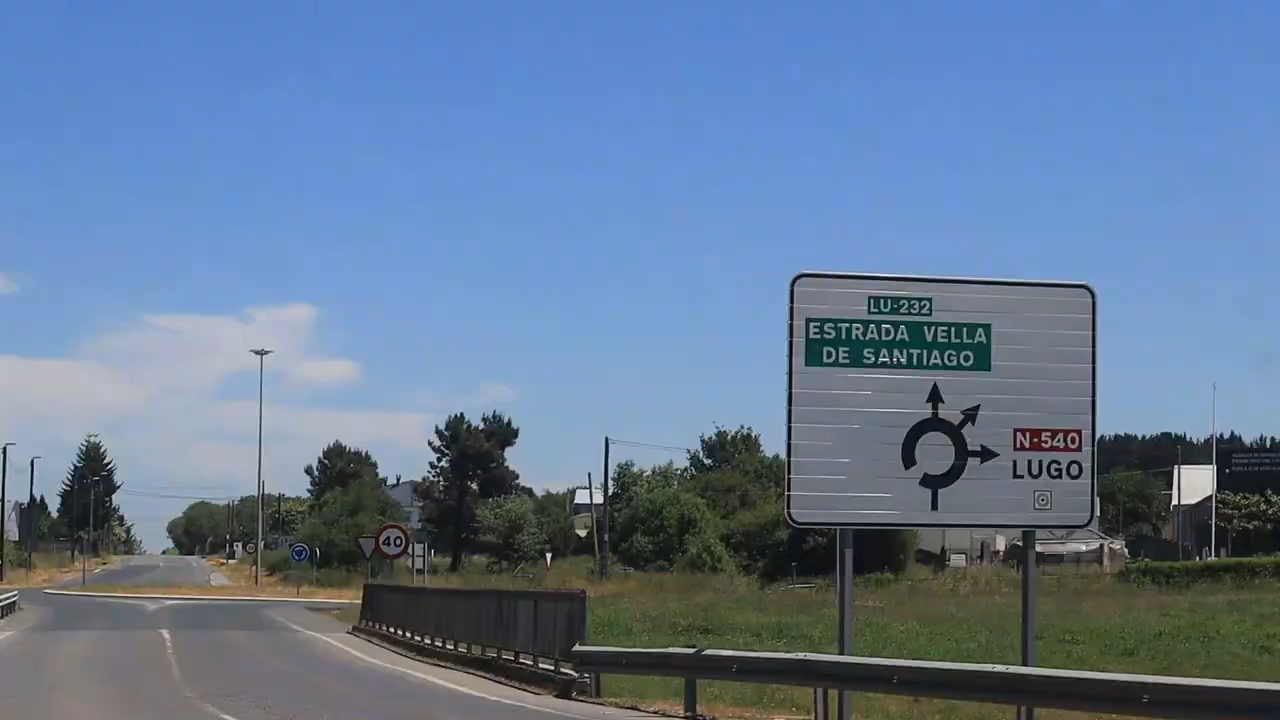 LU-232
ESTRADA VELLA
DE SANTIAGO
N-540
LUGO
40